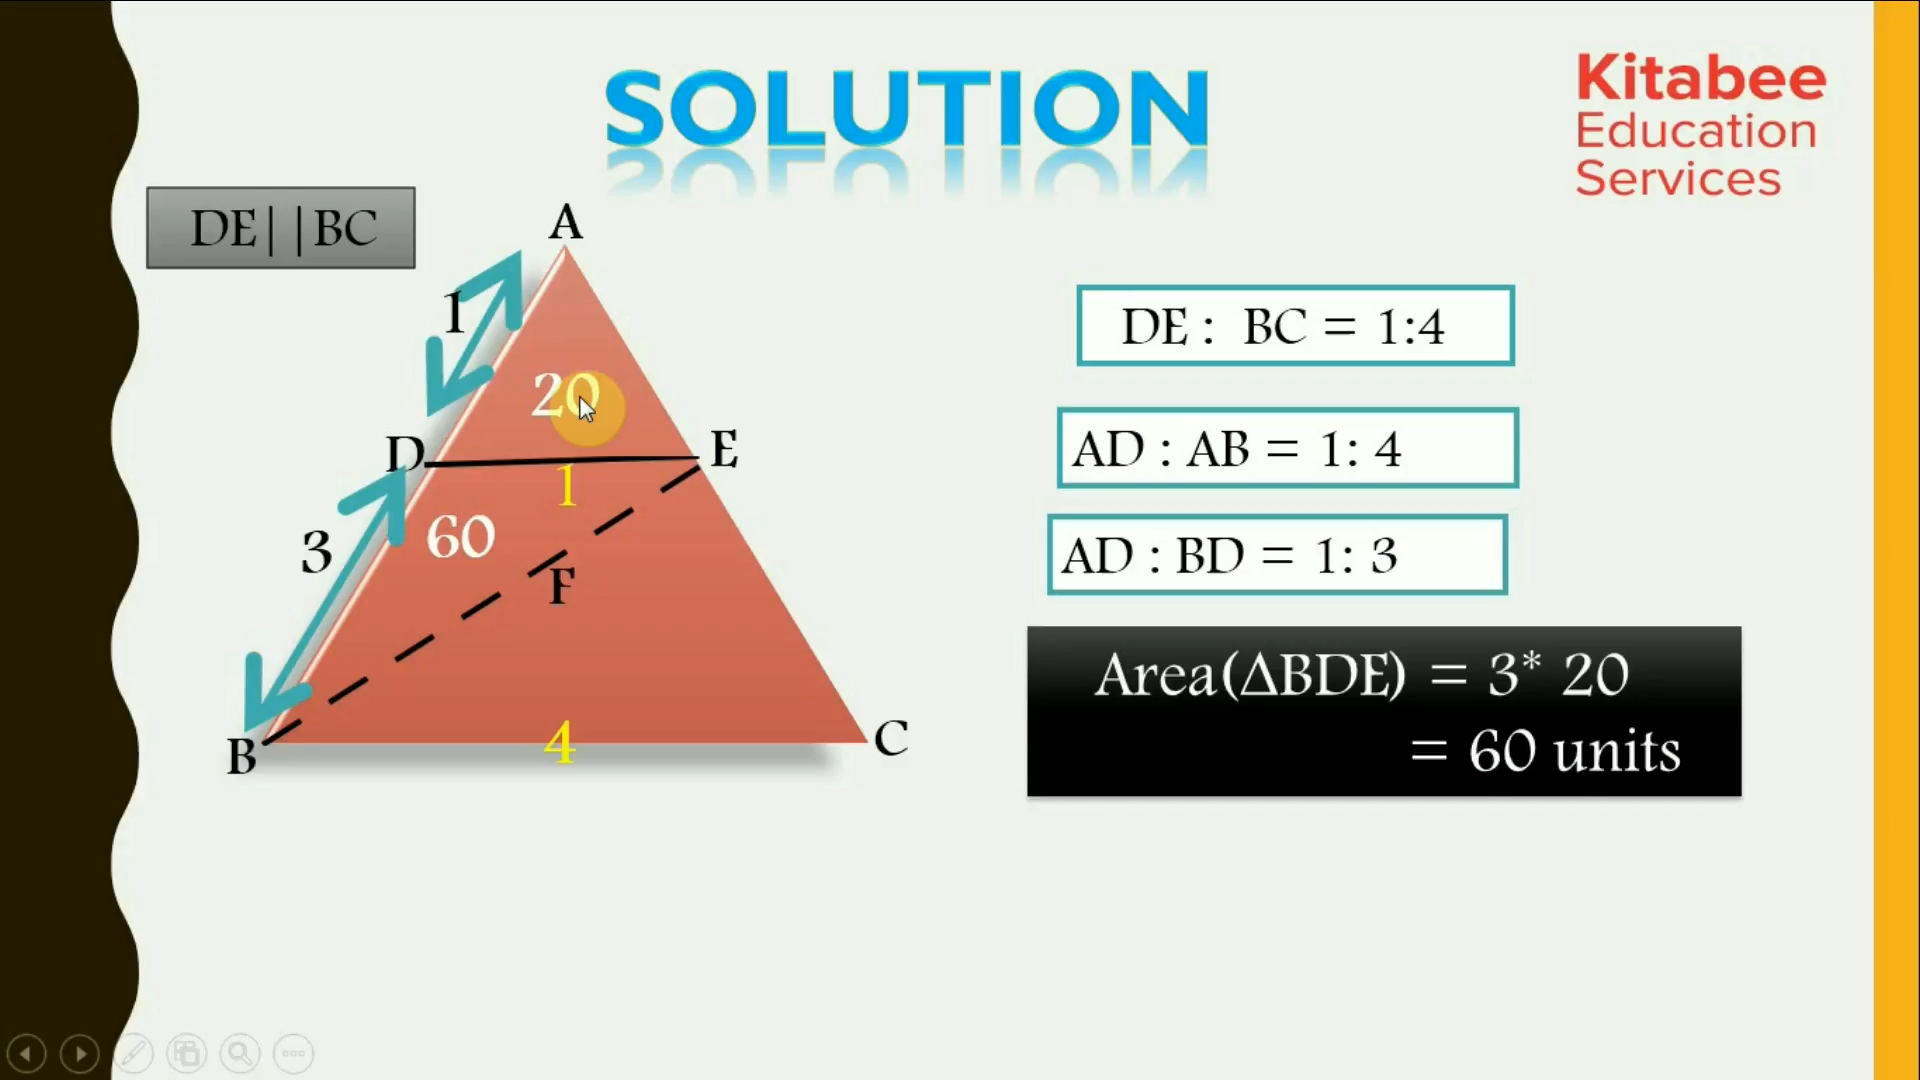 SOLUTION
Kitabee
Education
Services
DE||BC
A
1
20
D
E
1
3
60
F
B
4
C
DE : BC = 1:4
AD : AB = 1: 4
AD : BD = 1: 3
Area(ΔBDE) = 3* 20
= 60 units